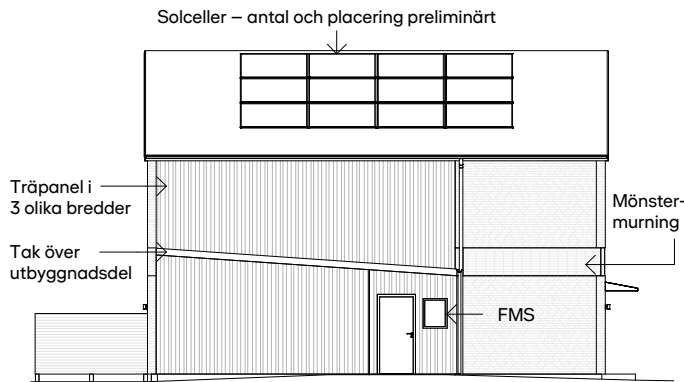 Solceller – antal och placering preliminärt
Träpanel i
3 olika bredder
Tak över
utbyggnadsdel
Mönster-
murning
FMS